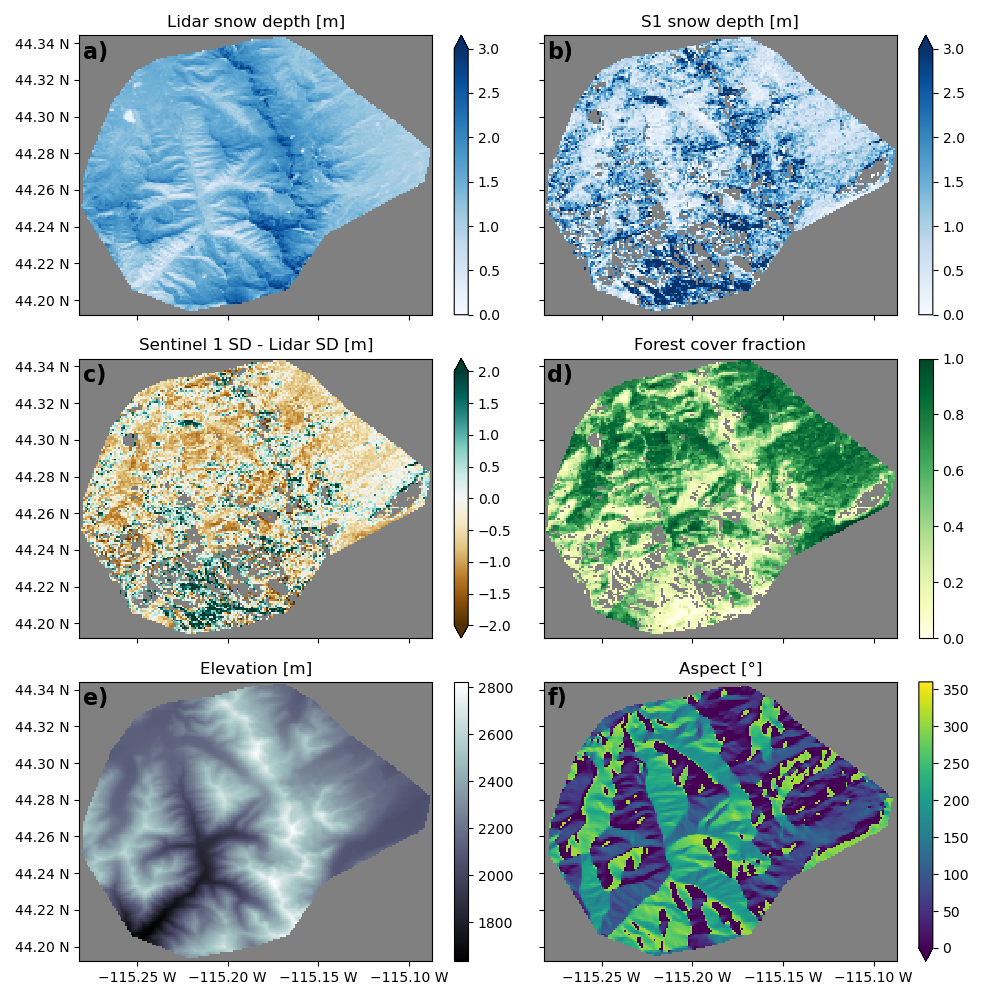 Lidar snow depth [m]
S1 snow depth [m]
a)
44.34 N
44.32 N
44.30 N
44.28 N
44.26 N
44.24 N
44.22 N
44.20 N
3.0
2.5
2.0
1.5
1.0
0.5
0.0
b)
3.0
2.5
2.0
1.5
1.0
0.5
0.0
Sentinel 1 SD - Lidar SD [m]
Forest cover fraction
c)
44.34 N
44.32 N
44.30 N
44.28 N
44.26 N
44.24 N
44.22 N
44.20 N
2.0
1.5
1.0
0.5
0.0
−0.5
−1.0
−1.5
−2.0
d)
1.0
0.8
0.6
0.4
0.2
0.0
Elevation [m]
Aspect [°]
e)
44.34 N
44.32 N
44.30 N
44.28 N
44.26 N
44.24 N
44.22 N
44.20 N
2800
2600
2400
2200
2000
1800
f)
350
300
250
200
150
100
50
0
−115.25 W −115.20 W −115.15 W −115.10 W
−115.25 W −115.20 W −115.15 W −115.10 W